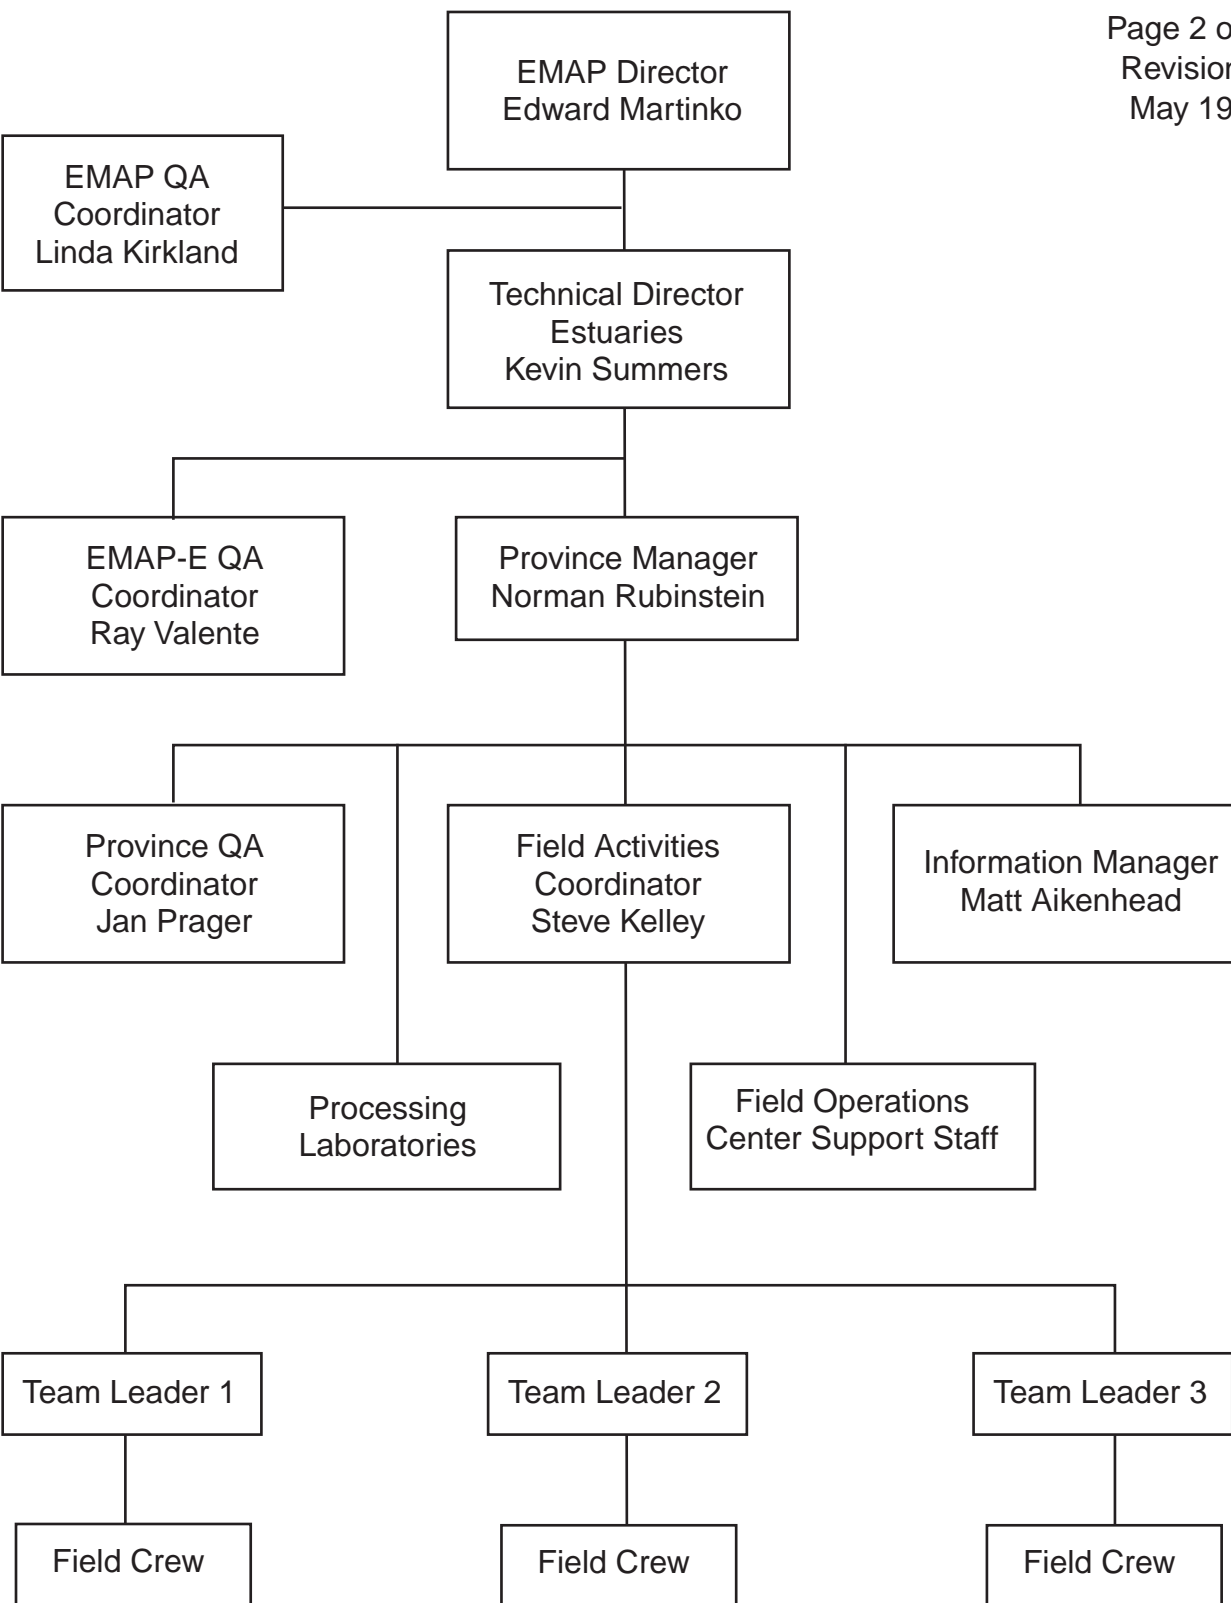 Page 2 o
Revision
May 19
EMAP Director
Edward Martinko
EMAP QA
Coordinator
Linda Kirkland
Technical Director
Estuaries
Kevin Summers
EMAP-E QA
Coordinator
Ray Valente
Province Manager
Norman Rubinstein
Province QA
Coordinator
Jan Prager
Field Activities
Coordinator
Steve Kelley
Information Manager
Matt Aikenhead
Processing
Laboratories
Field Operations
Center Support Staff
Team Leader 1
Team Leader 2
Team Leader 3
Field Crew
Field Crew
Field Crew